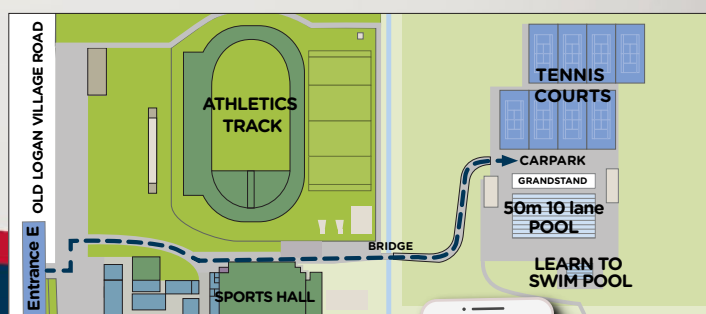 OLD LOGAN VILLAGE ROAD
Entrance E
ATHLETICS
TRACK
SPORTS HALL
BRIDGE
TENNIS
COURTS
CARPARK
GRANDSTAND
50m 10 lane
POOL
LEARN TO
SWIM POOL